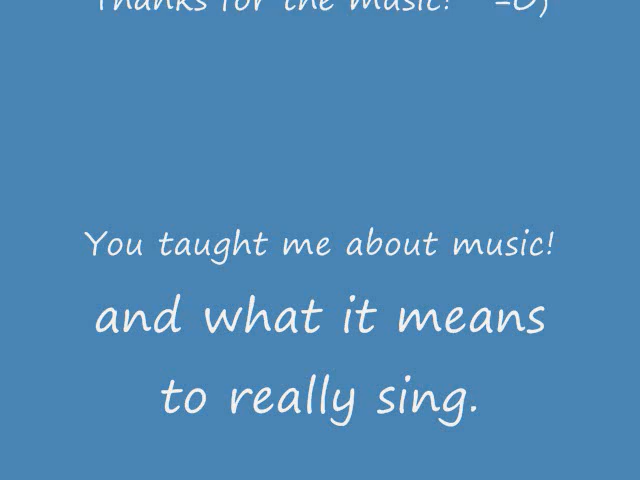 Thanks for the music! =D)
You taught me about music!
and what it means
to really sing.